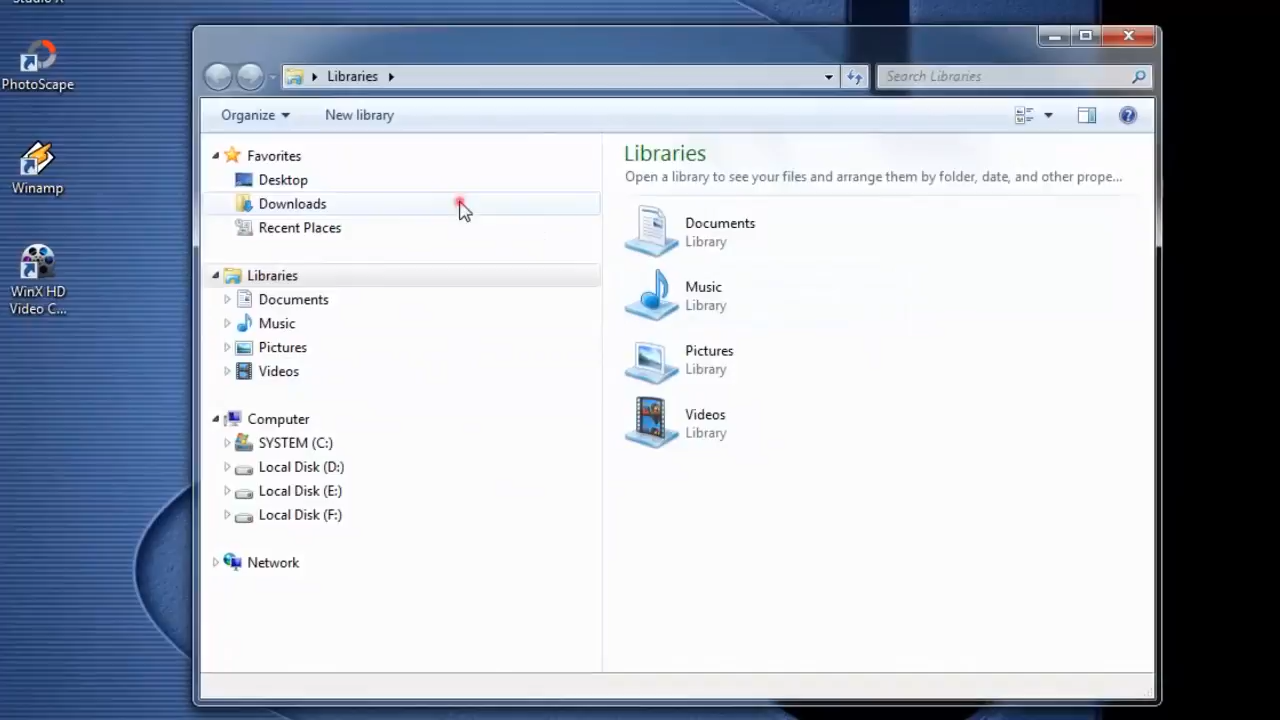 PhotoScape
Winamp
WinX HD
Video C...
Libraries
Search Libraries
Organize
New library
Favorites
Desktop
Downloads
Recent Places
Libraries
Documents
Music
Pictures
Videos
Computer
SYSTEM (C:)
Local Disk (D:)
Local Disk (E:)
Local Disk (F:)
Network
Libraries
Open a library to see your files and arrange them by folder, date, and other prope...
Documents
Library
Music
Library
Pictures
Library
Videos
Library